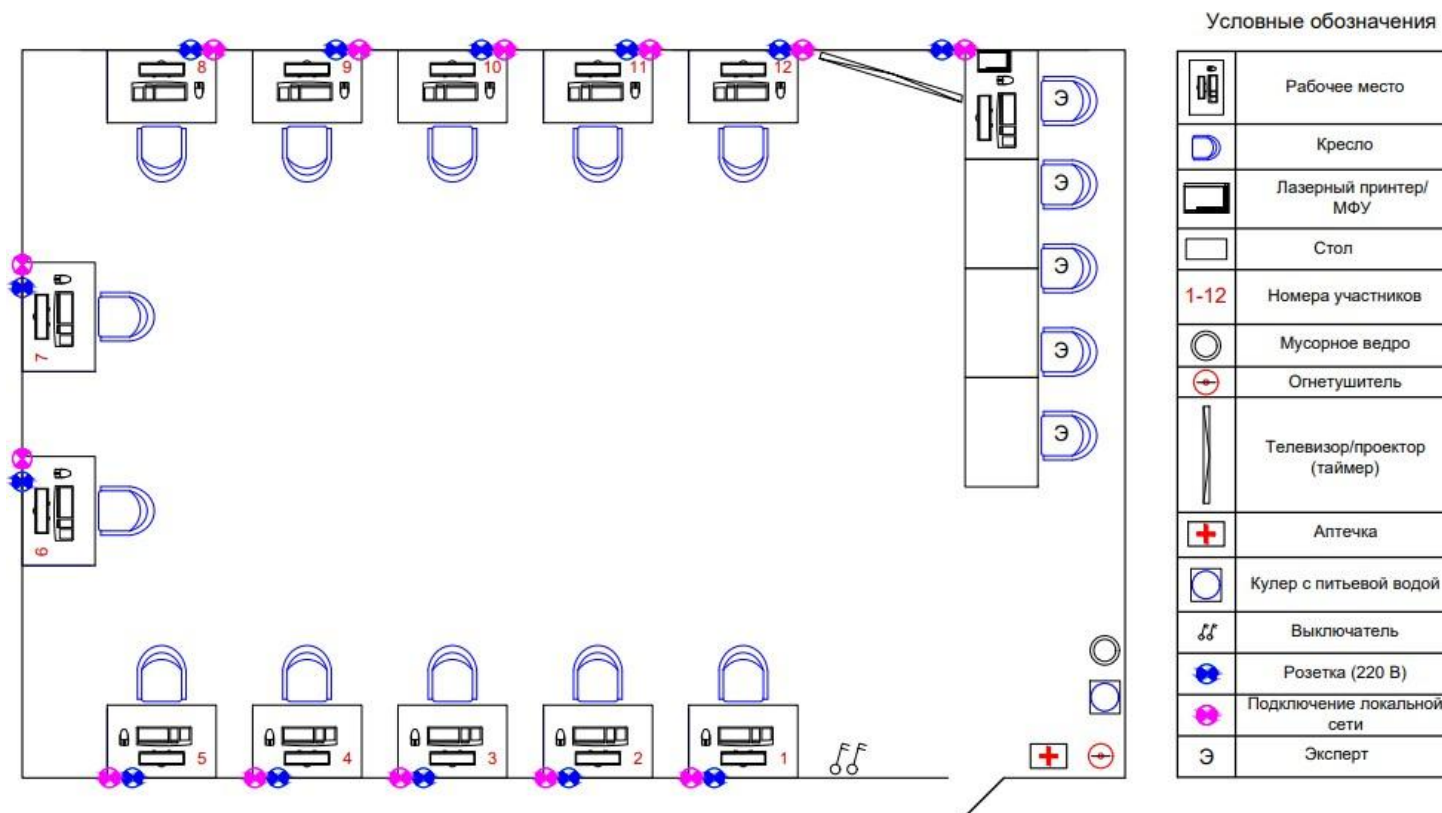 Условные обозначения
8
9
10
11
12
Э
Э
Э
Э
Э
7
6
5
4
3
2
1
Рабочее место
Кресло
Лазерный принтер/
МФУ
Стол
1-12
Номера участников
Мусорное ведро
Огнетушитель
Телевизор/проектор
(таймер)
Аптечка
Кулер с питьевой водой
Выключатель
Розетка (220 В)
Подключение локальной
сети
Э
Эксперт